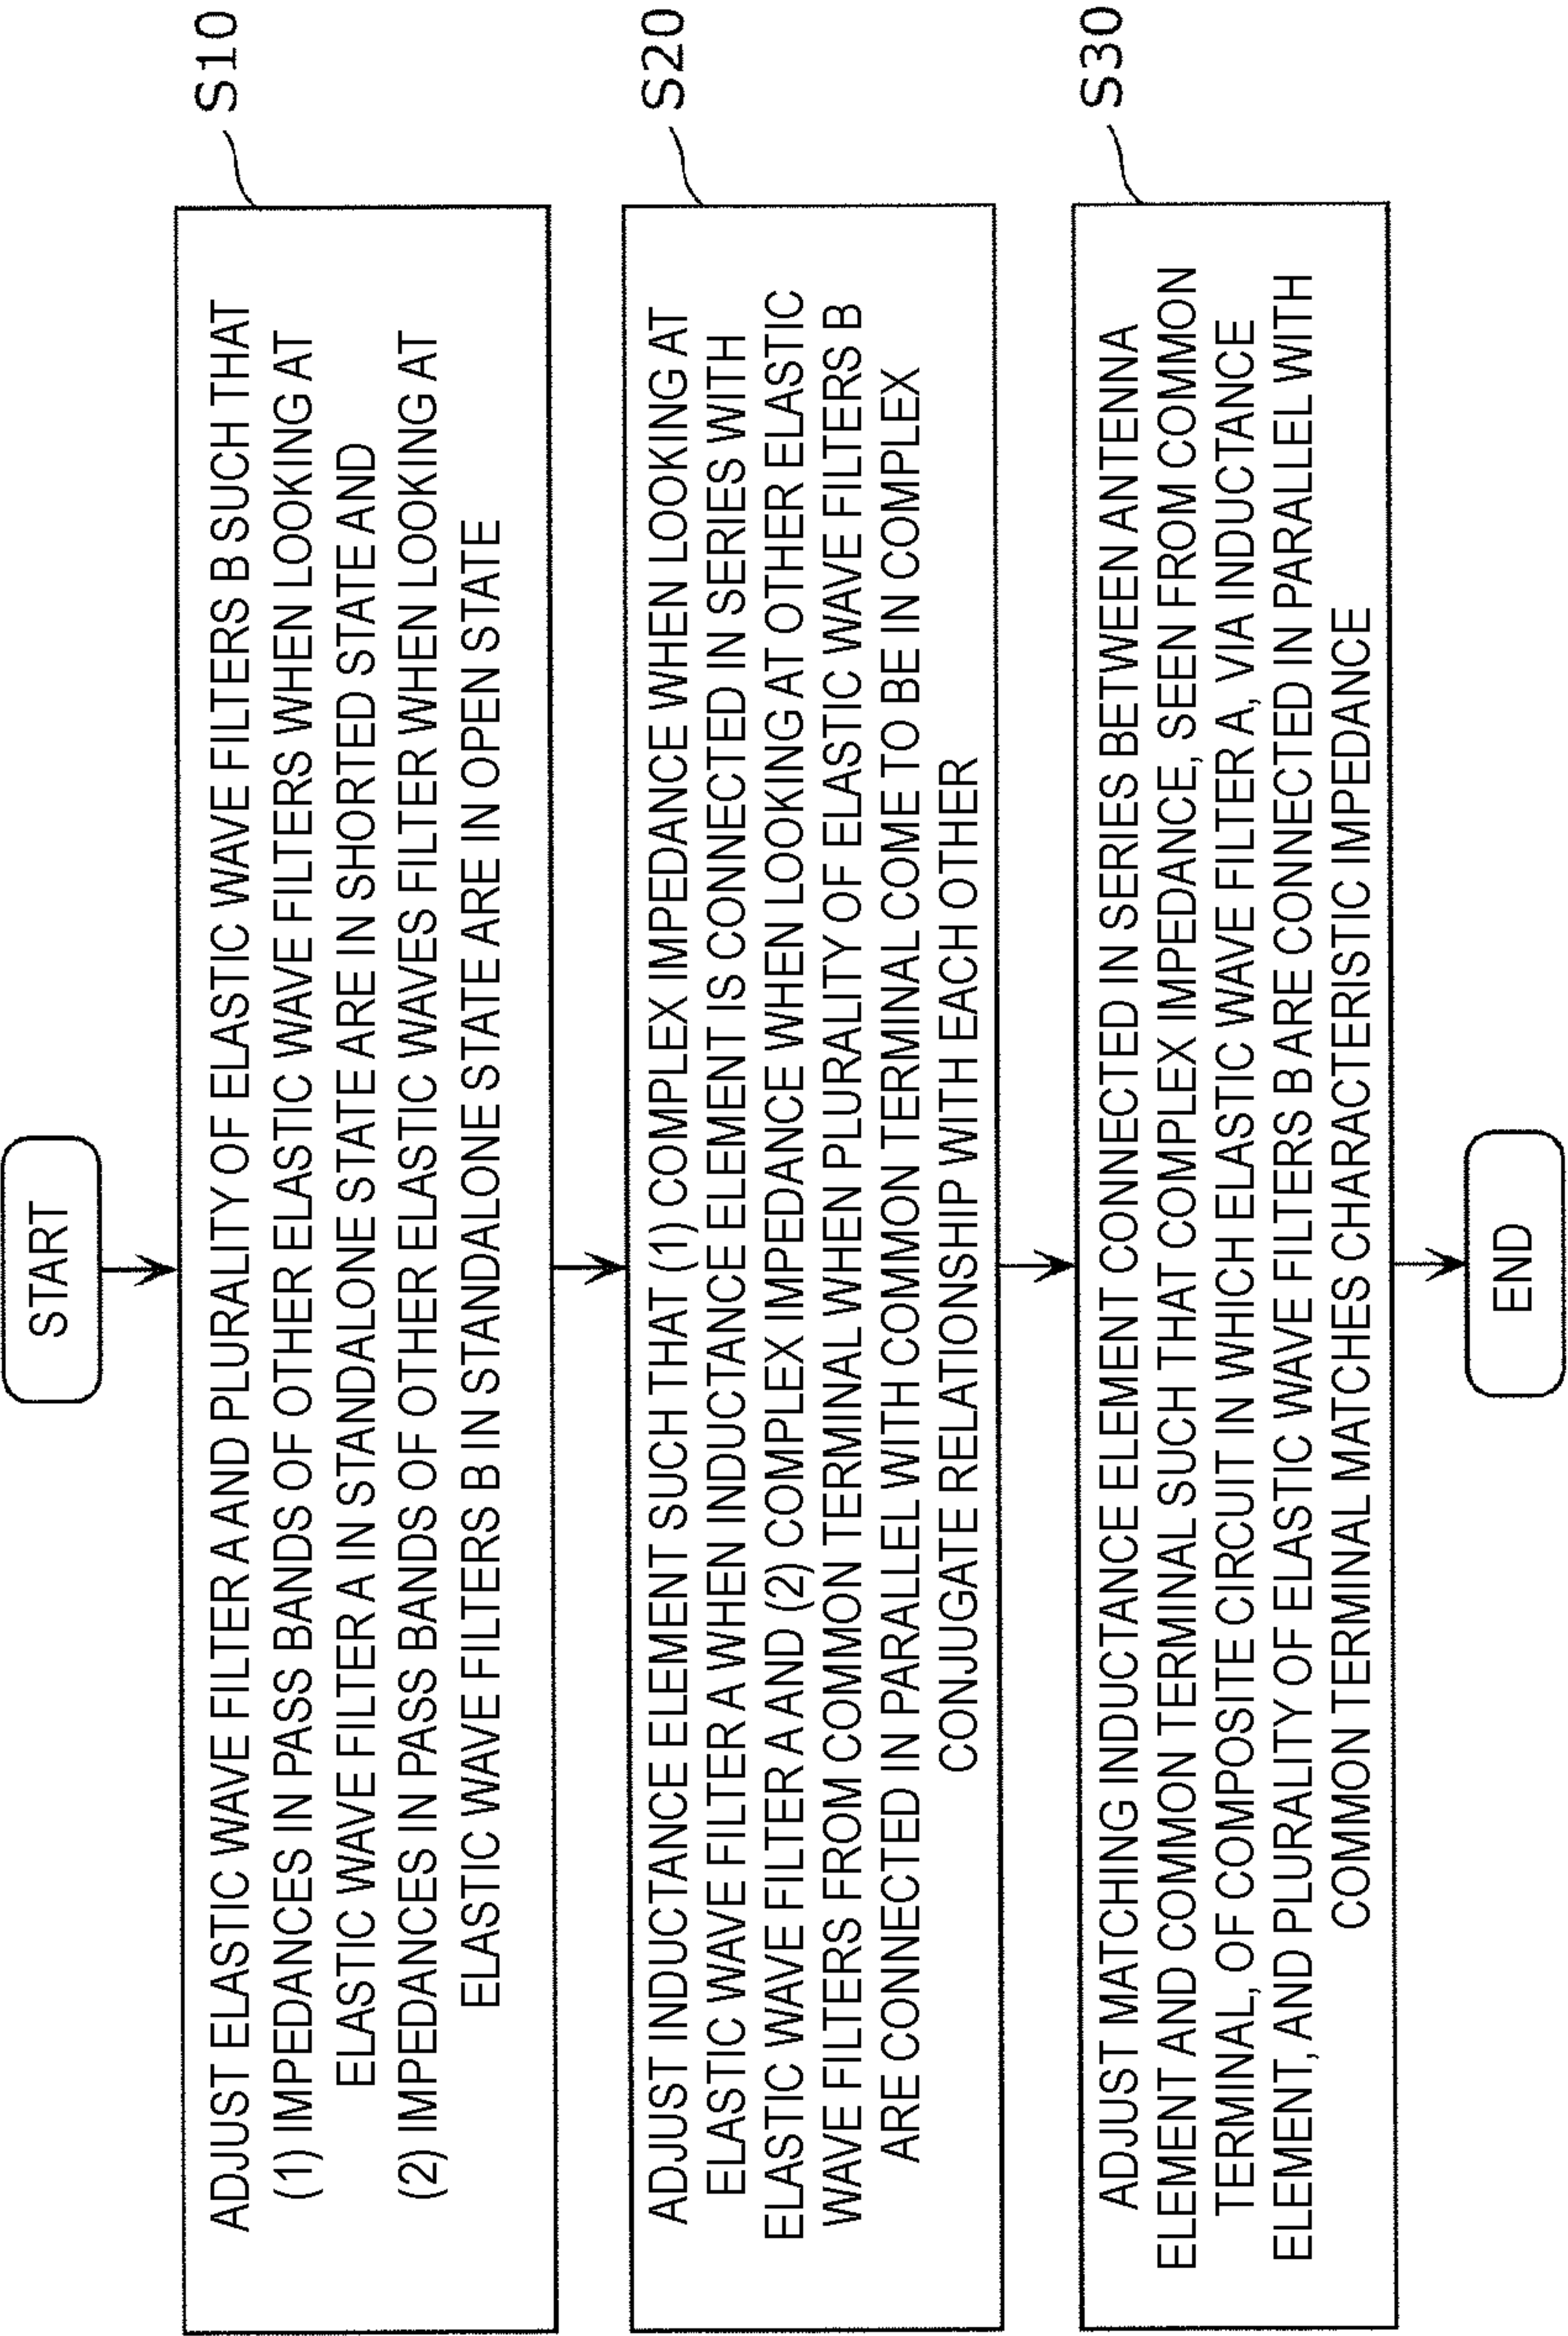 START
S10
ADJUST ELASTIC WAVE FILTER A AND PLURALITY OF ELASTIC WAVE FILTERS B SUCH THAT
(1) IMPEDANCES IN PASS BANDS OF OTHER ELASTIC WAVE FILTERS WHEN LOOKING AT
ELASTIC WAVE FILTER A IN STANDALONE STATE ARE IN SHORTED STATE AND
(2) IMPEDANCES IN PASS BANDS OF OTHER ELASTIC WAVES FILTER WHEN LOOKING AT
ELASTIC WAVE FILTERS B IN STANDALONE STATE ARE IN OPEN STATE
S20
ADJUST INDUCTANCE ELEMENT SUCH THAT (1) COMPLEX IMPEDANCE WHEN LOOKING AT
ELASTIC WAVE FILTER A WHEN INDUCTANCE ELEMENT IS CONNECTED IN SERIES WITH
ELASTIC WAVE FILTER A AND (2) COMPLEX IMPEDANCE WHEN LOOKING AT OTHER ELASTIC
WAVE FILTERS FROM COMMON TERMINAL WHEN PLURALITY OF ELASTIC WAVE FILTERS B
ARE CONNECTED IN PARALLEL WITH COMMON TERMINAL COME TO BE IN COMPLEX
CONJUGATE RELATIONSHIP WITH EACH OTHER
S30
ADJUST MATCHING INDUCTANCE ELEMENT CONNECTED IN SERIES BETWEEN ANTENNA
ELEMENT AND COMMON TERMINAL SUCH THAT COMPLEX IMPEDANCE, SEEN FROM COMMON
TERMINAL, OF COMPOSITE CIRCUIT IN WHICH ELASTIC WAVE FILTER A, VIA INDUCTANCE
ELEMENT, AND PLURALITY OF ELASTIC WAVE FILTERS B ARE CONNECTED IN PARALLEL WITH
COMMON TERMINAL MATCHES CHARACTERISTIC IMPEDANCE
END